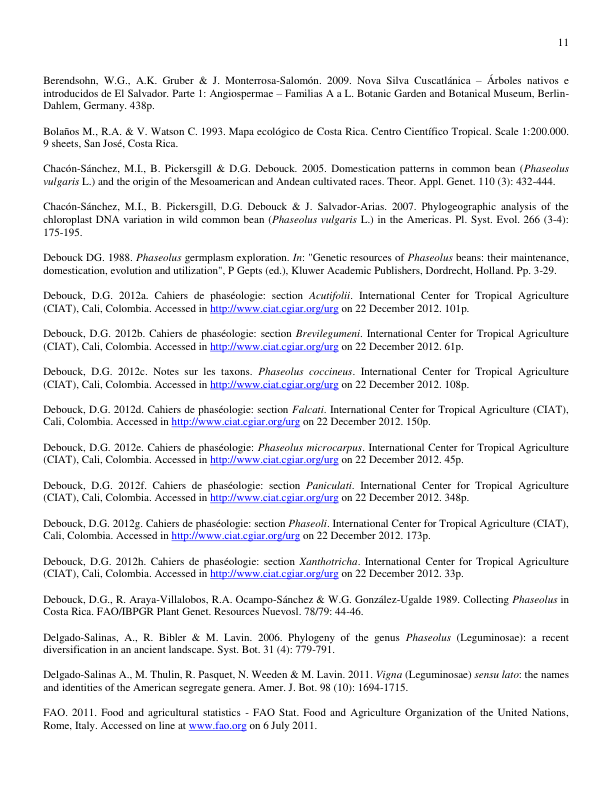 11
Berendsohn, W.G., A.K. Gruber & J. Monterrosa-Salomón. 2009. Nova Silva Cuscatlánica – Árboles nativos e
introducidos de El Salvador. Parte 1: Angiospermae – Familias A a L. Botanic Garden and Botanical Museum, Berlin-
Dahlem, Germany. 438p.
Bolaños M., R.A. & V. Watson C. 1993. Mapa ecológico de Costa Rica. Centro Científico Tropical. Scale 1:200.000.
9 sheets, San José, Costa Rica.
Chacón-Sánchez, M.I., B. Pickersgill & D.G. Debouck. 2005. Domestication patterns in common bean (Phaseolus
vulgaris L.) and the origin of the Mesoamerican and Andean cultivated races. Theor. Appl. Genet. 110 (3): 432-444.
Chacón-Sánchez, M.I., B. Pickersgill, D.G. Debouck & J. Salvador-Arias. 2007. Phylogeographic analysis of the
chloroplast DNA variation in wild common bean (Phaseolus vulgaris L.) in the Americas. Pl. Syst. Evol. 266 (3-4):
175-195.
Debouck DG. 1988. Phaseolus germplasm exploration. In: "Genetic resources of Phaseolus beans: their maintenance,
domestication, evolution and utilization", P Gepts (ed.), Kluwer Academic Publishers, Dordrecht, Holland. Pp. 3-29.
Debouck, D.G. 2012a. Cahiers de phaséologie: section Acutifolii. International Center for Tropical Agriculture
(CIAT), Cali, Colombia. Accessed in http://www.ciat.cgiar.org/urg on 22 December 2012. 101p.
Debouck, D.G. 2012b. Cahiers de phaséologie: section Brevilegumeni. International Center for Tropical Agriculture
(CIAT), Cali, Colombia. Accessed in http://www.ciat.cgiar.org/urg on 22 December 2012. 61p.
Debouck, D.G. 2012c. Notes sur les taxons. Phaseolus coccineus. International Center for Tropical Agriculture
(CIAT), Cali, Colombia. Accessed in http://www.ciat.cgiar.org/urg on 22 December 2012. 108p.
Debouck, D.G. 2012d. Cahiers de phaséologie: section Falcati. International Center for Tropical Agriculture (CIAT),
Cali, Colombia. Accessed in http://www.ciat.cgiar.org/urg on 22 December 2012. 150p.
Debouck, D.G. 2012e. Cahiers de phaséologie: Phaseolus microcarpus. International Center for Tropical Agriculture
(CIAT), Cali, Colombia. Accessed in http://www.ciat.cgiar.org/urg on 22 December 2012. 45p.
Debouck, D.G. 2012f. Cahiers de phaséologie: section Paniculati. International Center for Tropical Agriculture
(CIAT), Cali, Colombia. Accessed in http://www.ciat.cgiar.org/urg on 22 December 2012. 348p.
Debouck, D.G. 2012g. Cahiers de phaséologie: section Phaseoli. International Center for Tropical Agriculture (CIAT),
Cali, Colombia. Accessed in http://www.ciat.cgiar.org/urg on 22 December 2012. 173p.
Debouck, D.G. 2012h. Cahiers de phaséologie: section Xanthotricha. International Center for Tropical Agriculture
(CIAT), Cali, Colombia. Accessed in http://www.ciat.cgiar.org/urg on 22 December 2012. 33p.
Debouck, D.G., R. Araya-Villalobos, R.A. Ocampo-Sánchez & W.G. González-Ugalde 1989. Collecting Phaseolus in
Costa Rica. FAO/IBPGR Plant Genet. Resources Nuevosl. 78/79: 44-46.
Delgado-Salinas, A., R. Bibler & M. Lavin. 2006. Phylogeny of the genus Phaseolus (Leguminosae): a recent
diversification in an ancient landscape. Syst. Bot. 31 (4): 779-791.
Delgado-Salinas A., M. Thulin, R. Pasquet, N. Weeden & M. Lavin. 2011. Vigna (Leguminosae) sensu lato: the names
and identities of the American segregate genera. Amer. J. Bot. 98 (10): 1694-1715.
FAO. 2011. Food and agricultural statistics - FAO Stat. Food and Agriculture Organization of the United Nations,
Rome, Italy. Accessed on line at www.fao.org on 6 July 2011.